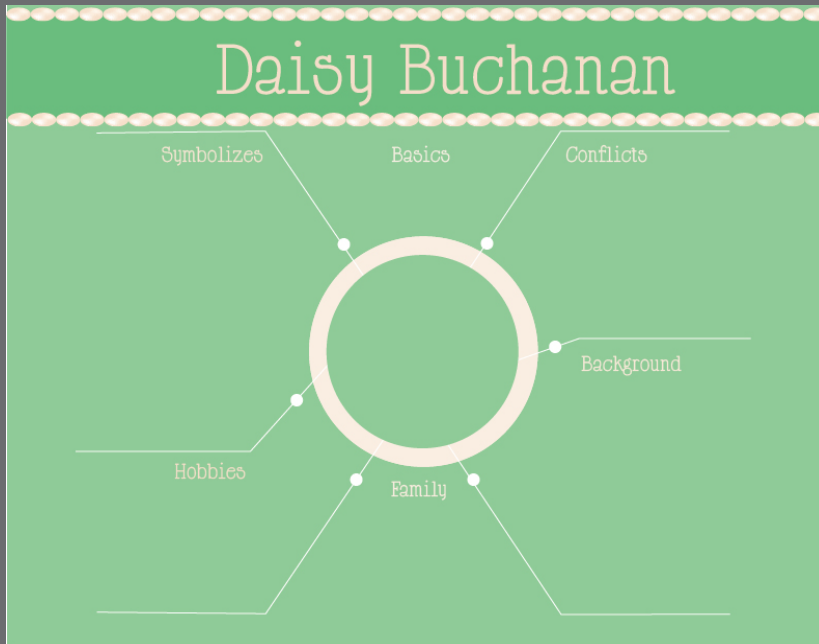 Daisy Buchanan
Symbolizes
Basics
Conflicts
Background
Hobbies
Family